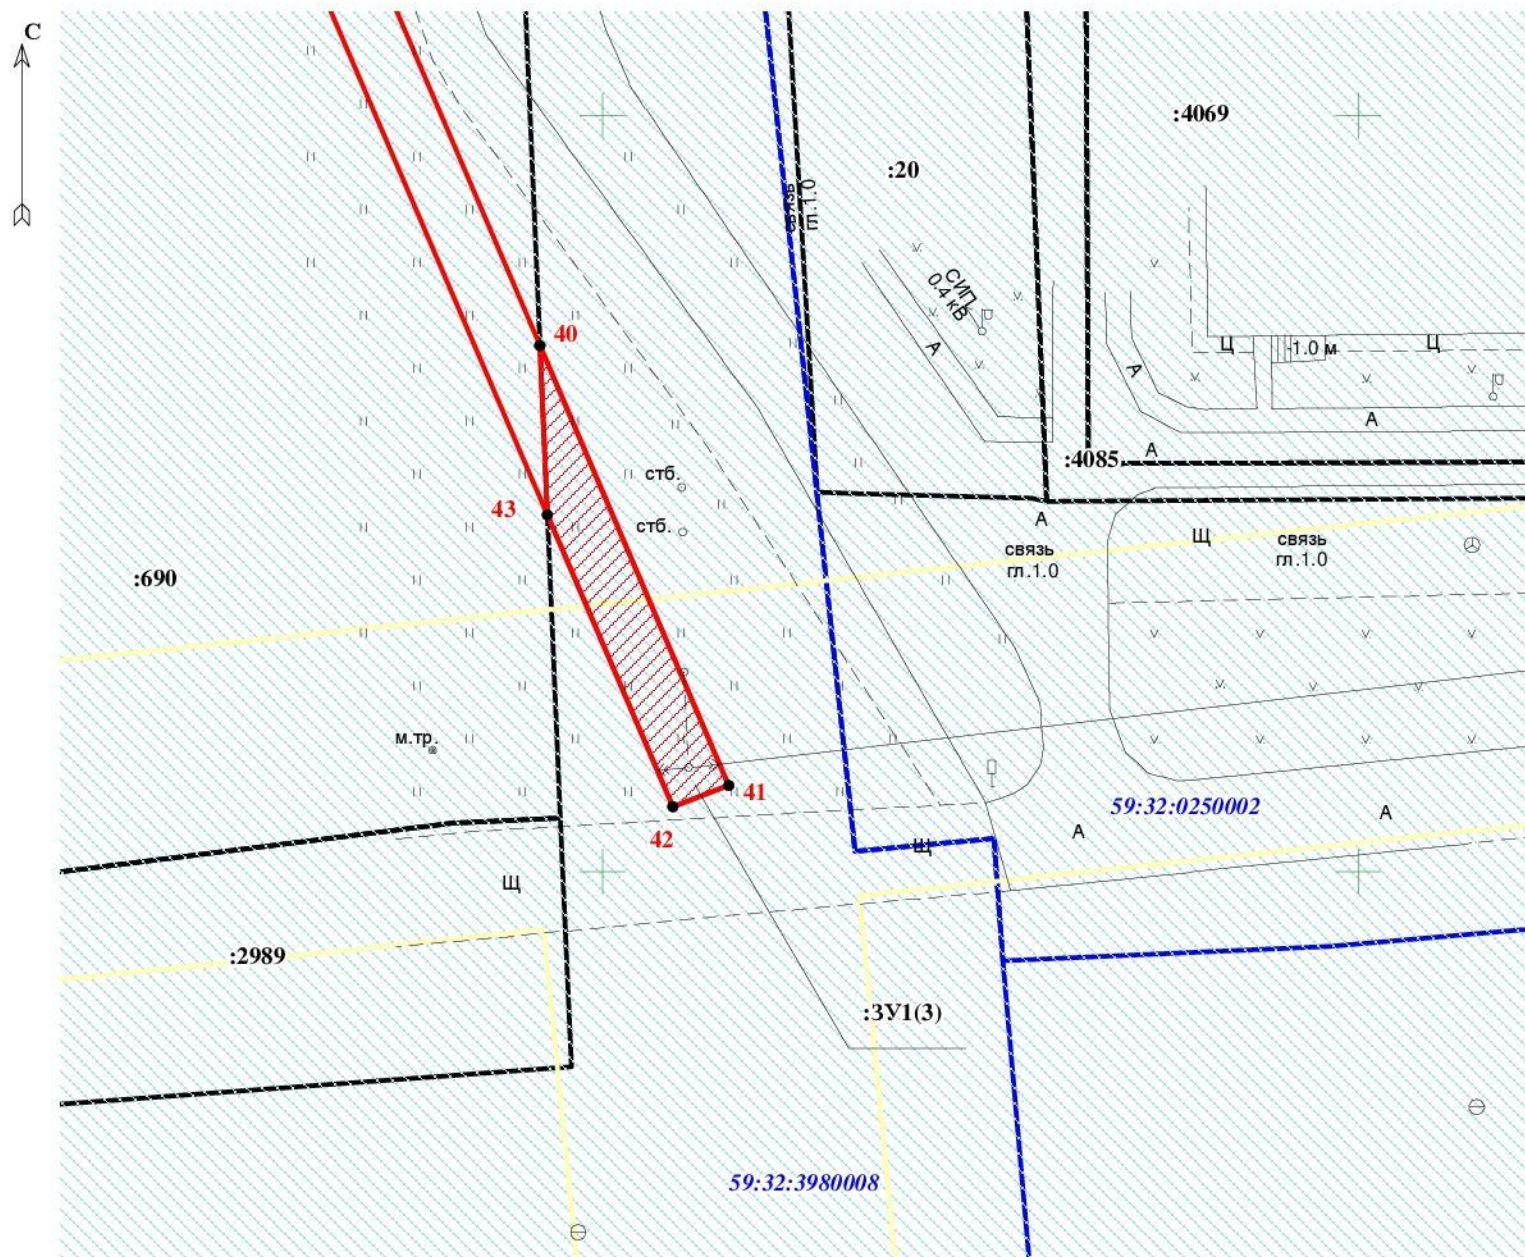 С
:4069
:20
связь
гл.1.0
СИП
0.4 кВ
А
40
Ц
-1.0 м
Ц
А
А
А
:4085
стб.
43
стб.
А
Щ
связь
гл.1.0
связь
гл.1.0
:690
м.тр.
41
59:32:0250002
42
А
А
Щ
Щ
:2989
:ЗУ1(3)
59:32:3980008